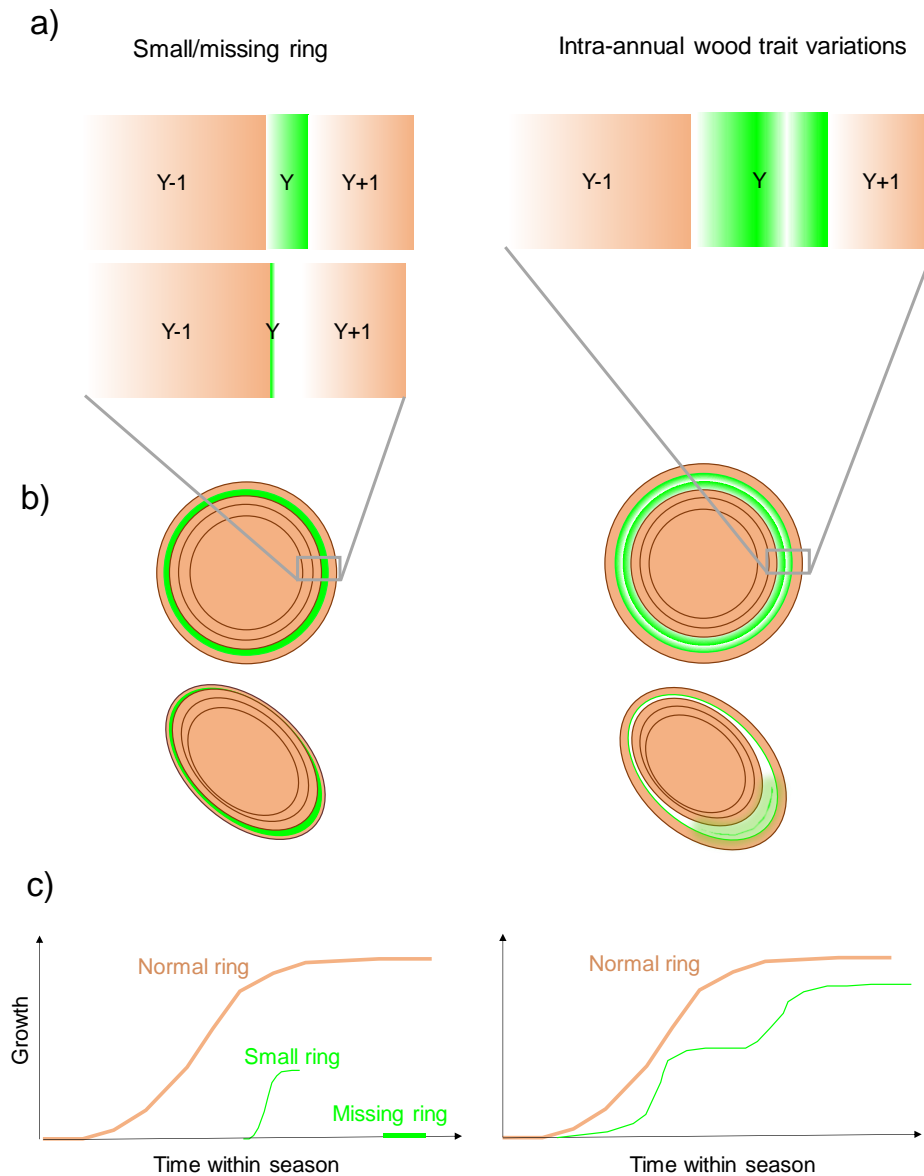 a)
Small/missing ring
Intra-annual wood trait variations
Y-1
Y
Y+1
Y-1
Y
Y+1
Y-1
Y
Y+1
b)
c)
Growth
Normal ring
Small ring
Missing ring
Time within season
Normal ring
Time within season